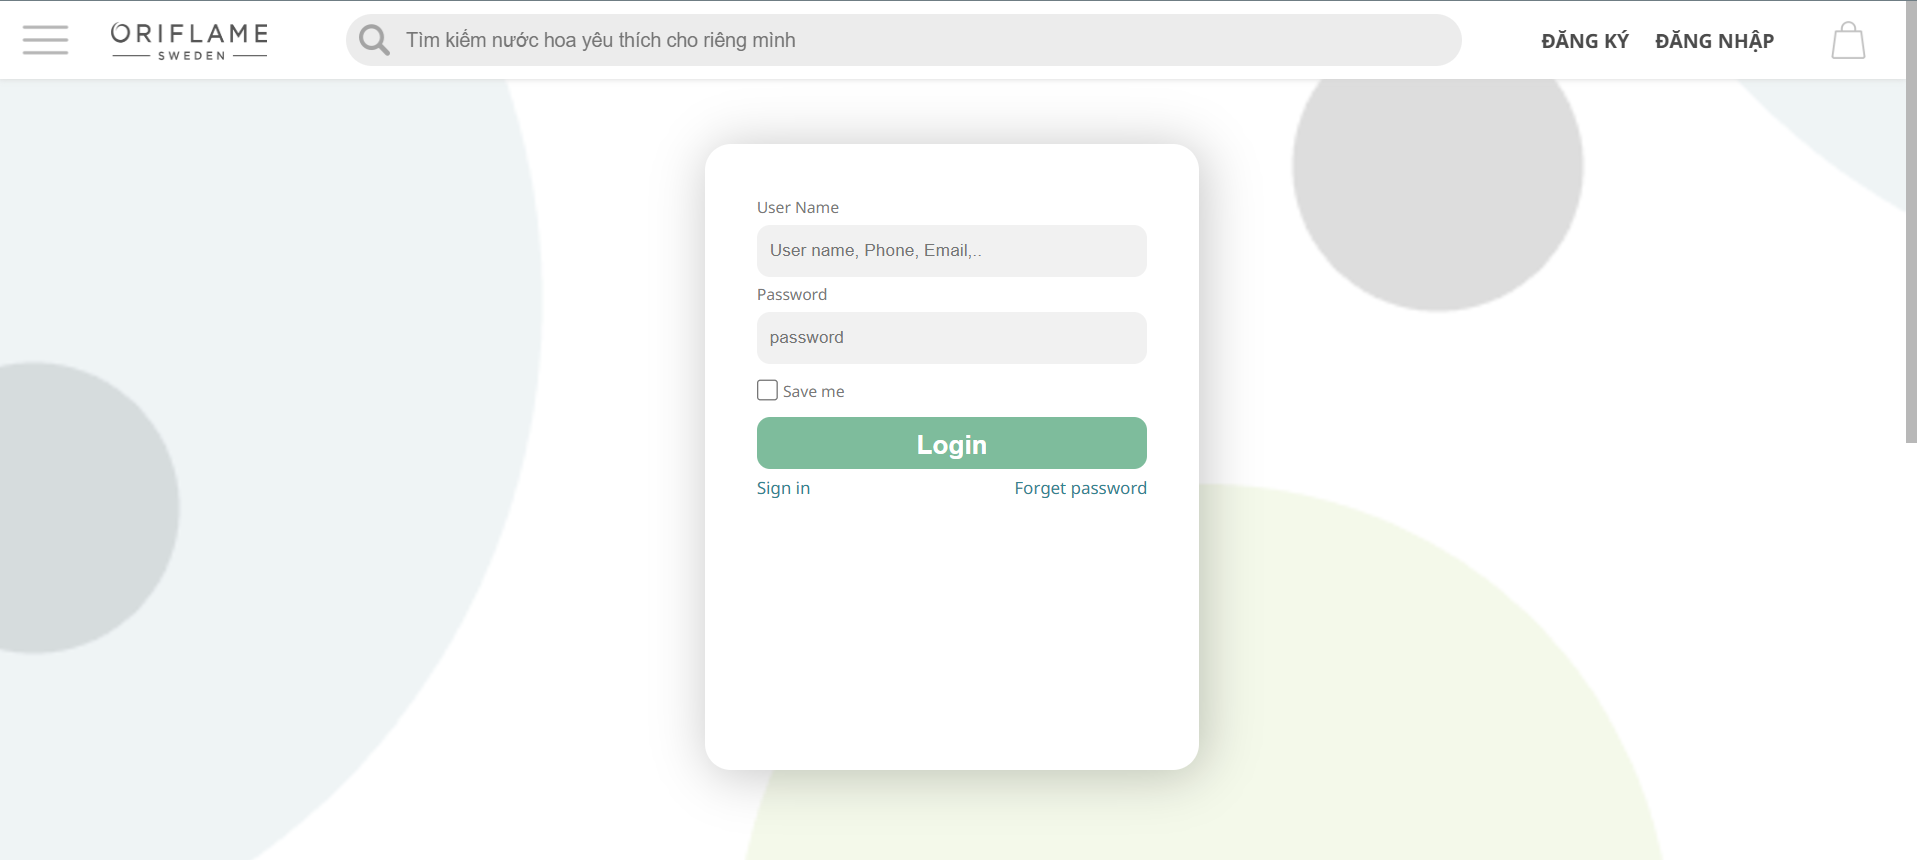 ORIFLAME
SWEDEN
Tìm kiếm nước hoa yêu thích cho riêng mình
ĐĂNG KÝ
ĐĂNG NHẬP
User Name
User name, Phone, Email,..
Password
password
Save me
Login
Sign in
Forget password